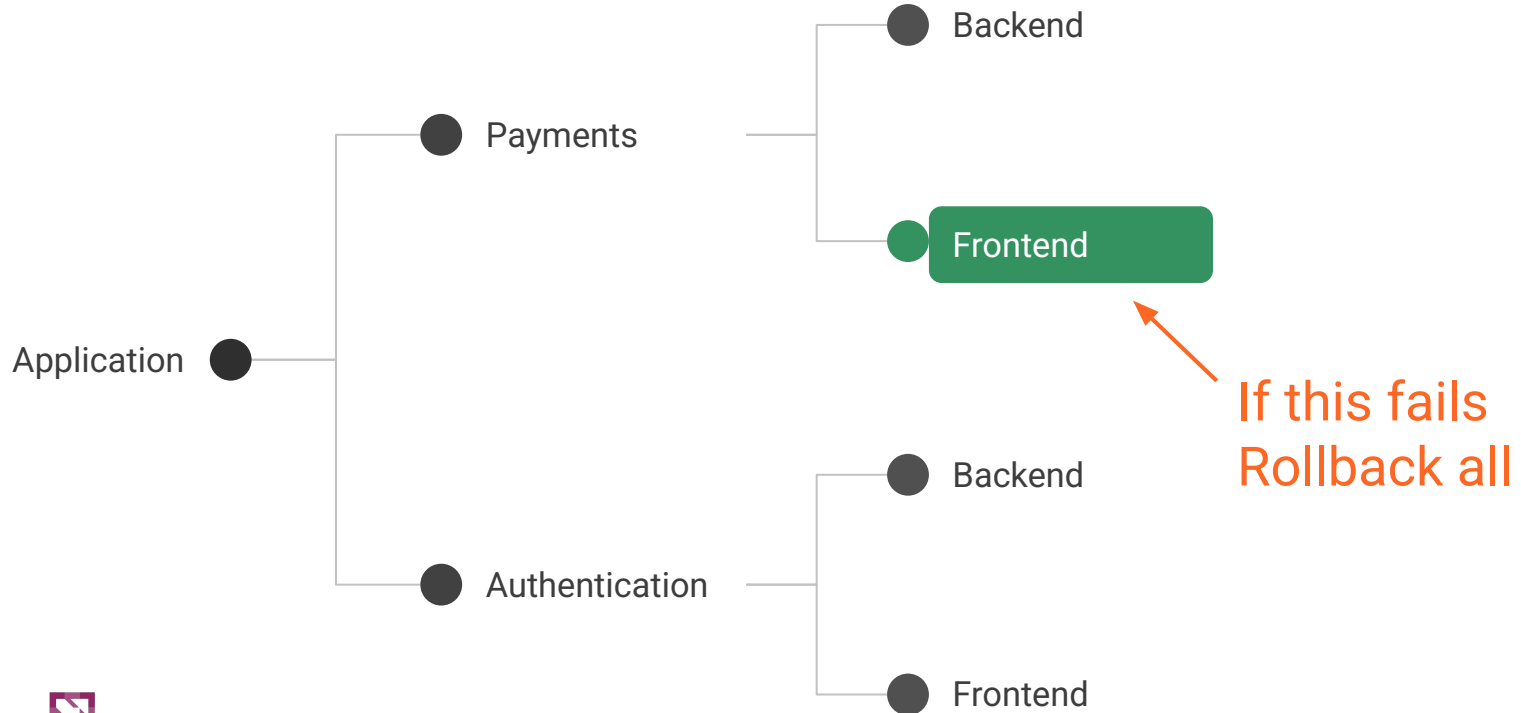 Backend
Payments
Frontend
Application
If this fails
Rollback all
Backend
Authentication
Frontend